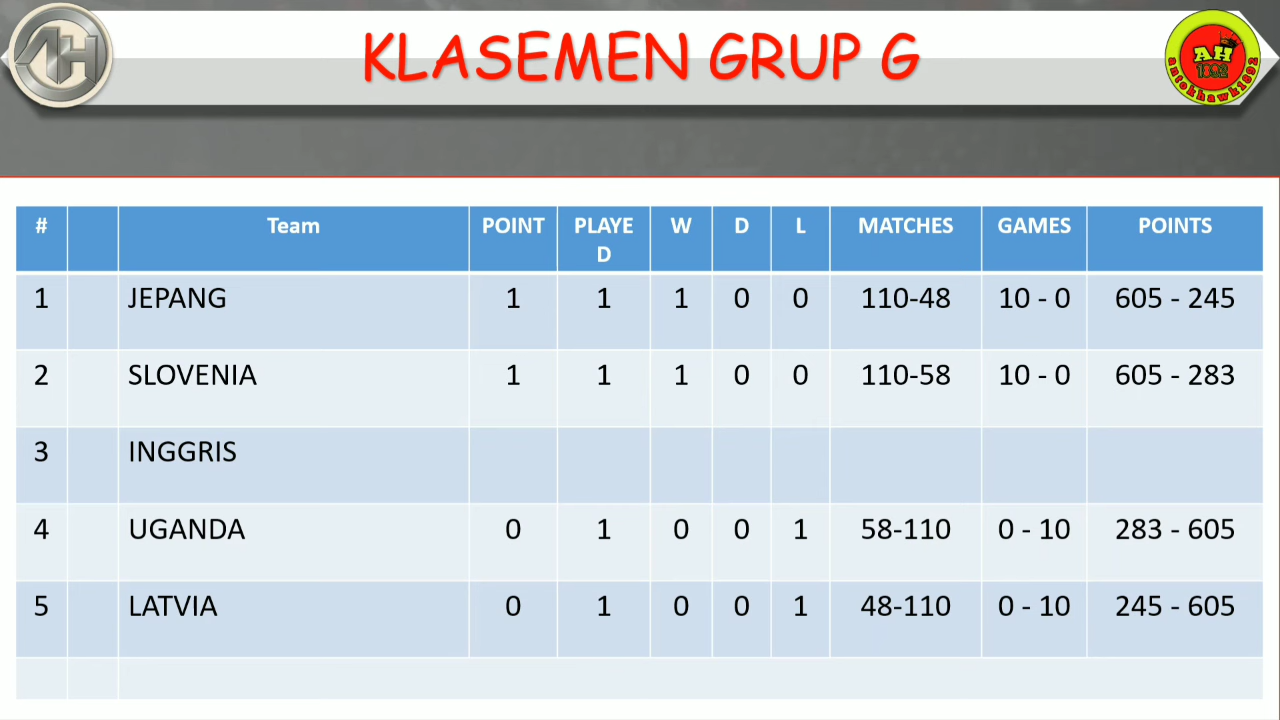 AH
KLASEMEN GRUP G
AH
1092
antokhawk1092
# Team POINT PLAYE W D L MATCHES GAMES POINTS
D
1 JEPANG 1 1 1 0 0 110-48 10 - 0 605 - 245
2 SLOVENIA 1 1 1 0 0 110-58 10 - 0 605 - 283
3 INGGRIS
4 UGANDA 0 1 0 0 1 58-110 0 - 10 283 - 605
5 LATVIA 0 1 0 0 1 48-110 0 - 10 245 - 605